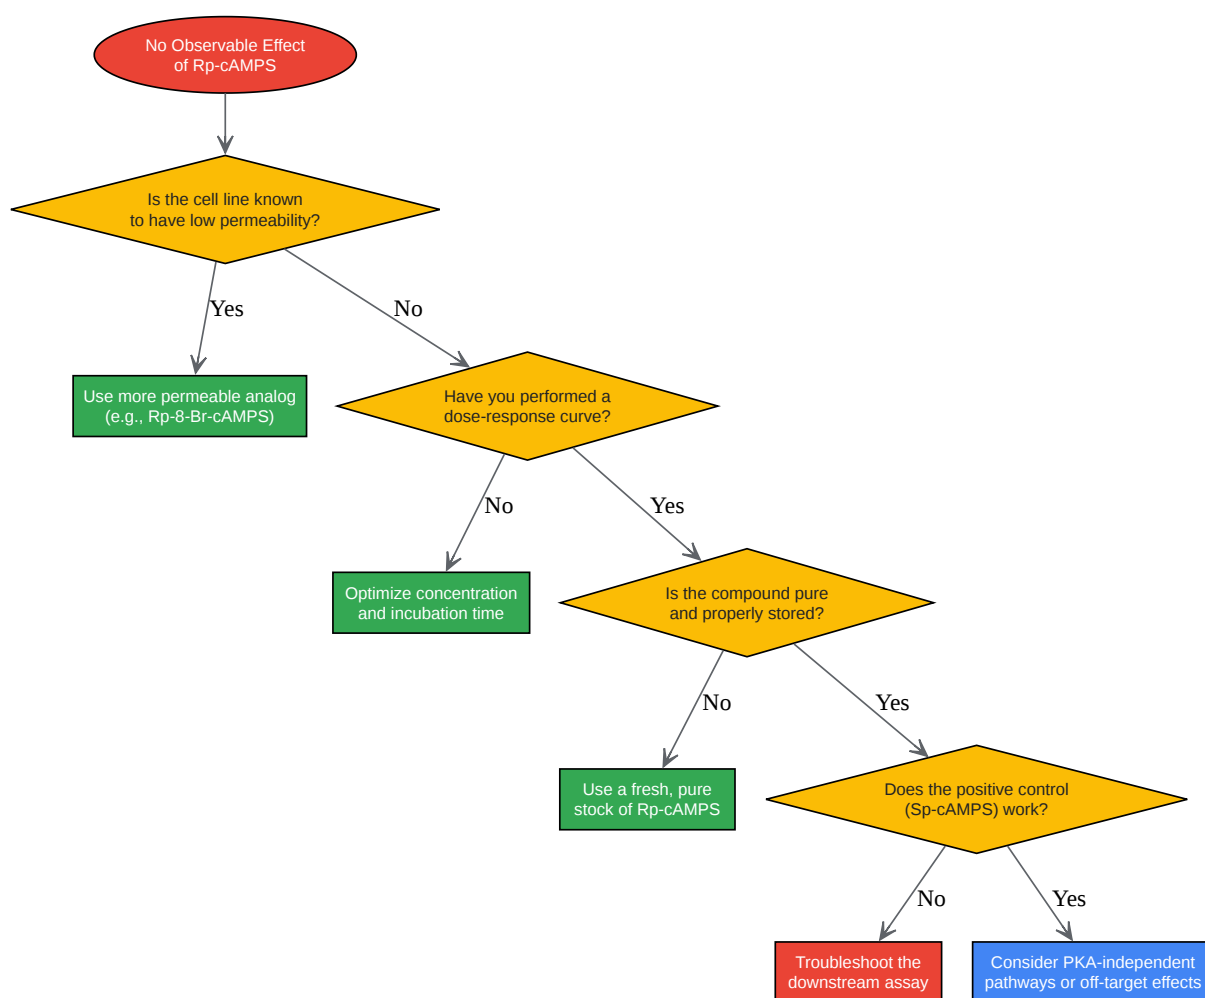 No Observable Effect
of Rp-cAMPS
Is the cell line known
to have low permeability?
Yes
No
Use more permeable analog
(e.g., Rp-8-Br-cAMPS)
Have you performed a
dose-response curve?
No
Yes
Optimize concentration
and incubation time
Is the compound pure
and properly stored?
No
Yes
Use a fresh, pure
stock of Rp-cAMPS
Does the positive control
(Sp-cAMPS) work?
No
Yes
Troubleshoot the
downstream assay
Consider PKA-independent
pathways or off-target effects